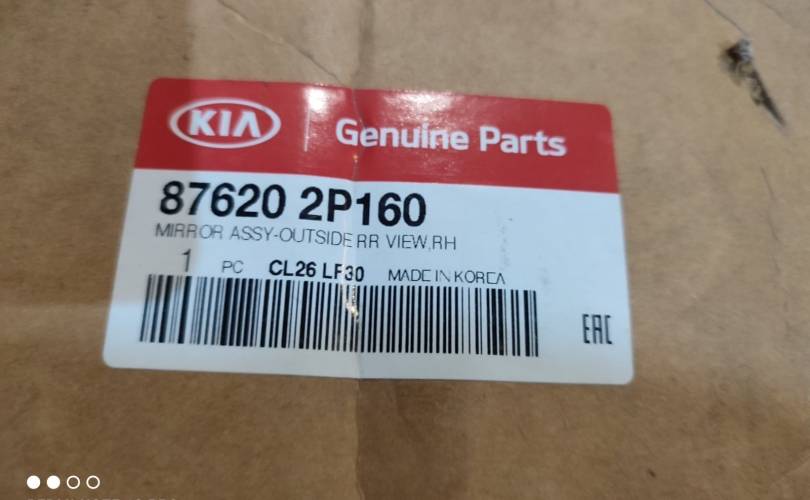 KIA Genuine Parts
87620 2P160
MIRROR ASSY-OUTSIDE RR VIEW,RH
1 PC CL26 LF30 MADE IN KOREA
EAC